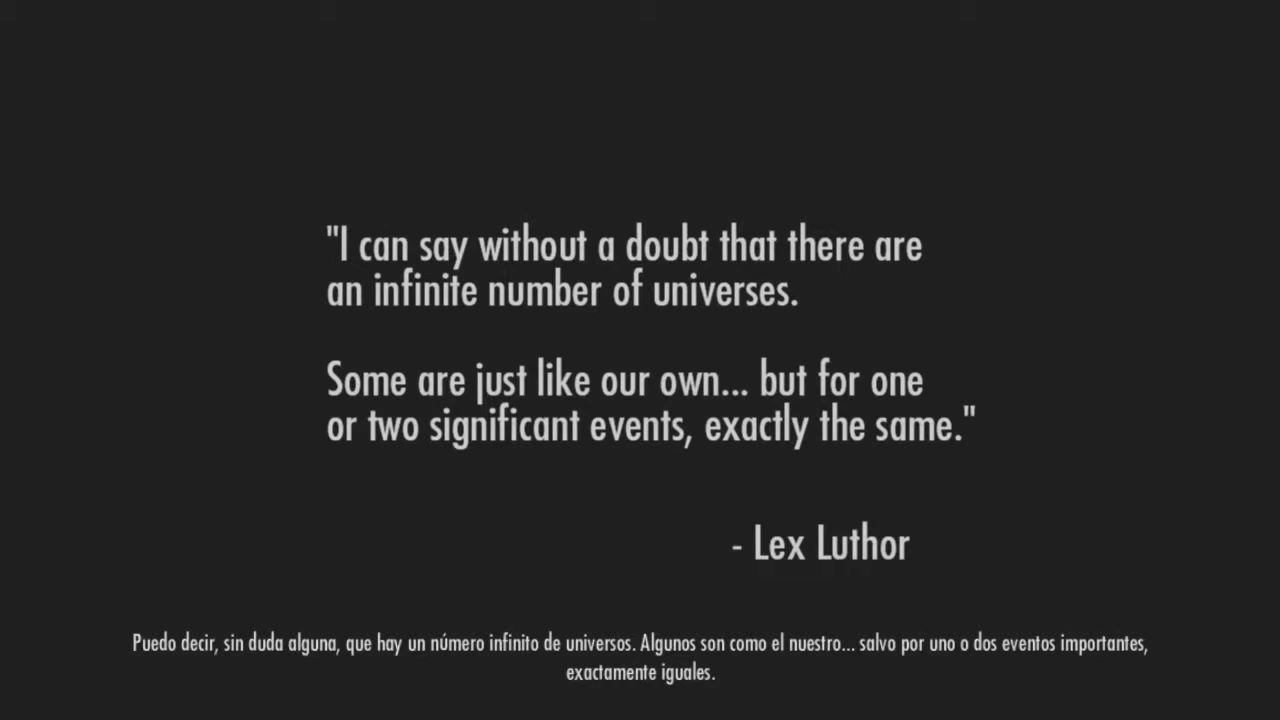 "I can say without a doubt that there are
an infinite number of universes.
Some are just like our own... but for one
or two significant events, exactly the same."
- Lex Luthor
Puedo decir, sin duda alguna, que hay un número infinito de universos. Algunos son como el nuestro... salvo por uno o dos eventos importantes,
exactamente iguales.